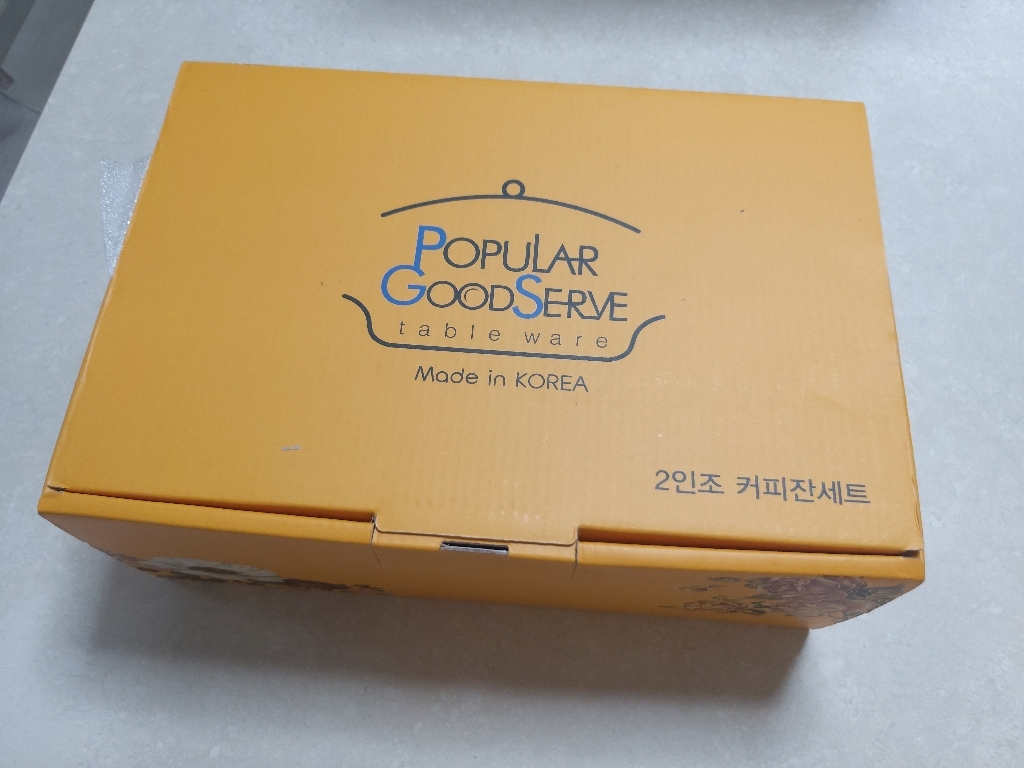 POPULAR
GOODSERVE
table ware
Made in KOREA
2인조 커피잔세트